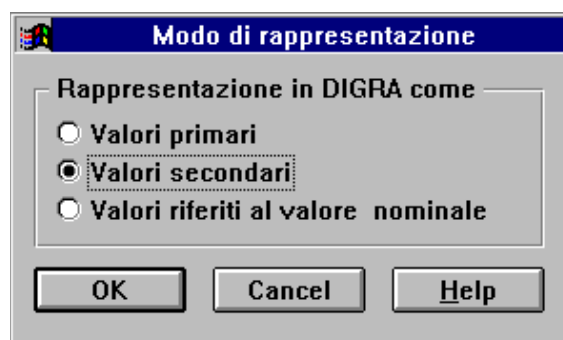 Modo di rappresentazione
Rappresentazione in DIGRA come
Valori primari
Valori secondari
Valori riferiti al valore nominale
OK Cancel Help